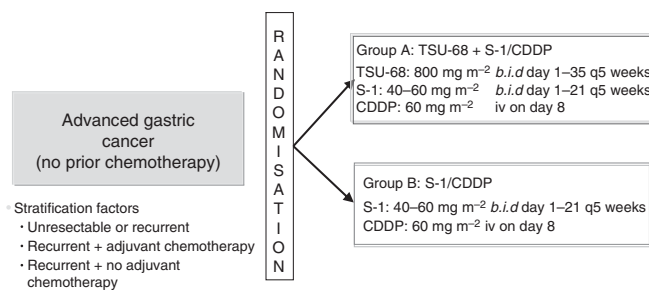 Advanced gastric
cancer
(no prior chemotherapy)
Stratification factors
• Unresectable or recurrent
• Recurrent + adjuvant chemotherapy
• Recurrent + no adjuvant
chemotherapy
RANDOMISATION
Group A: TSU-68 + S-1/CDDP
TSU-68: 800 mg m⁻² b.i.d day 1–35 q5 weeks
S-1: 40–60 mg m⁻² b.i.d day 1–21 q5 weeks
CDDP: 60 mg m⁻² iv on day 8
Group B: S-1/CDDP
S-1: 40–60 mg m⁻² b.i.d day 1–21 q5 weeks
CDDP: 60 mg m⁻² iv on day 8